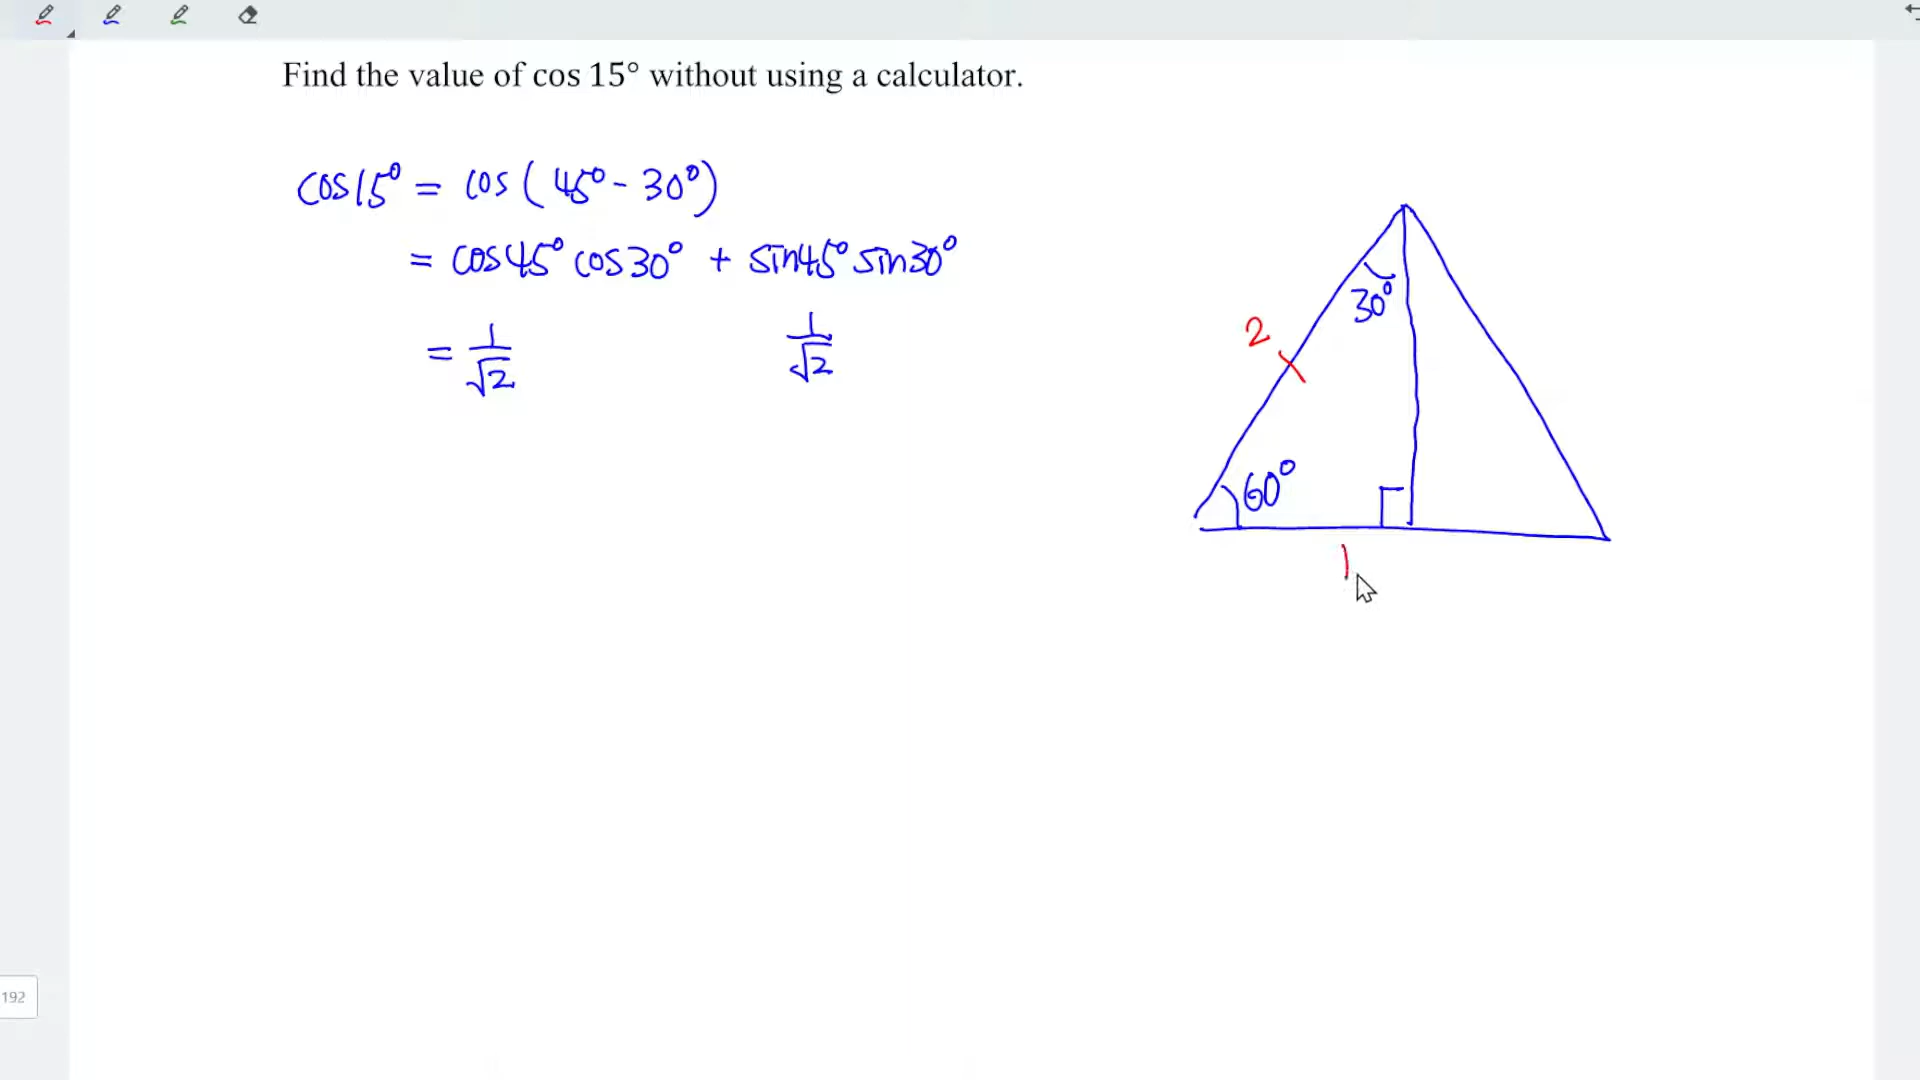 Find the value of cos 15° without using a calculator.
cos15° = cos(45° - 30°)
= cos45° cos30° + sin45° sin30°
= 1/√2 1/√2
30°
2
60°
1
192